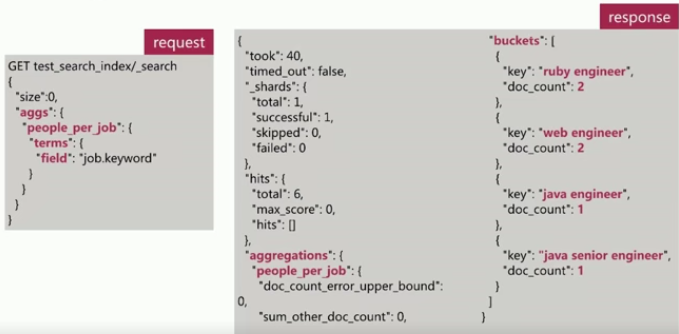 request
GET test_search_index/_search
{
"size":0,
"aggs": {
"people_per_job": {
"terms": {
"field": "job.keyword"
}
}
}
}
response
{
"took": 40,
"timed_out": false,
"_shards": {
"total": 1,
"successful": 1,
"skipped": 0,
"failed": 0
},
"hits": {
"total": 6,
"max_score": 0,
"hits": []
},
"aggregations": {
"people_per_job": {
"doc_count_error_upper_bound":
0,
"sum_other_doc_count": 0,
"buckets": [
{
"key": "ruby engineer",
"doc_count": 2
},
{
"key": "web engineer",
"doc_count": 2
},
{
"key": "java engineer",
"doc_count": 1
},
{
"key": "java senior engineer",
"doc_count": 1
}
]
}